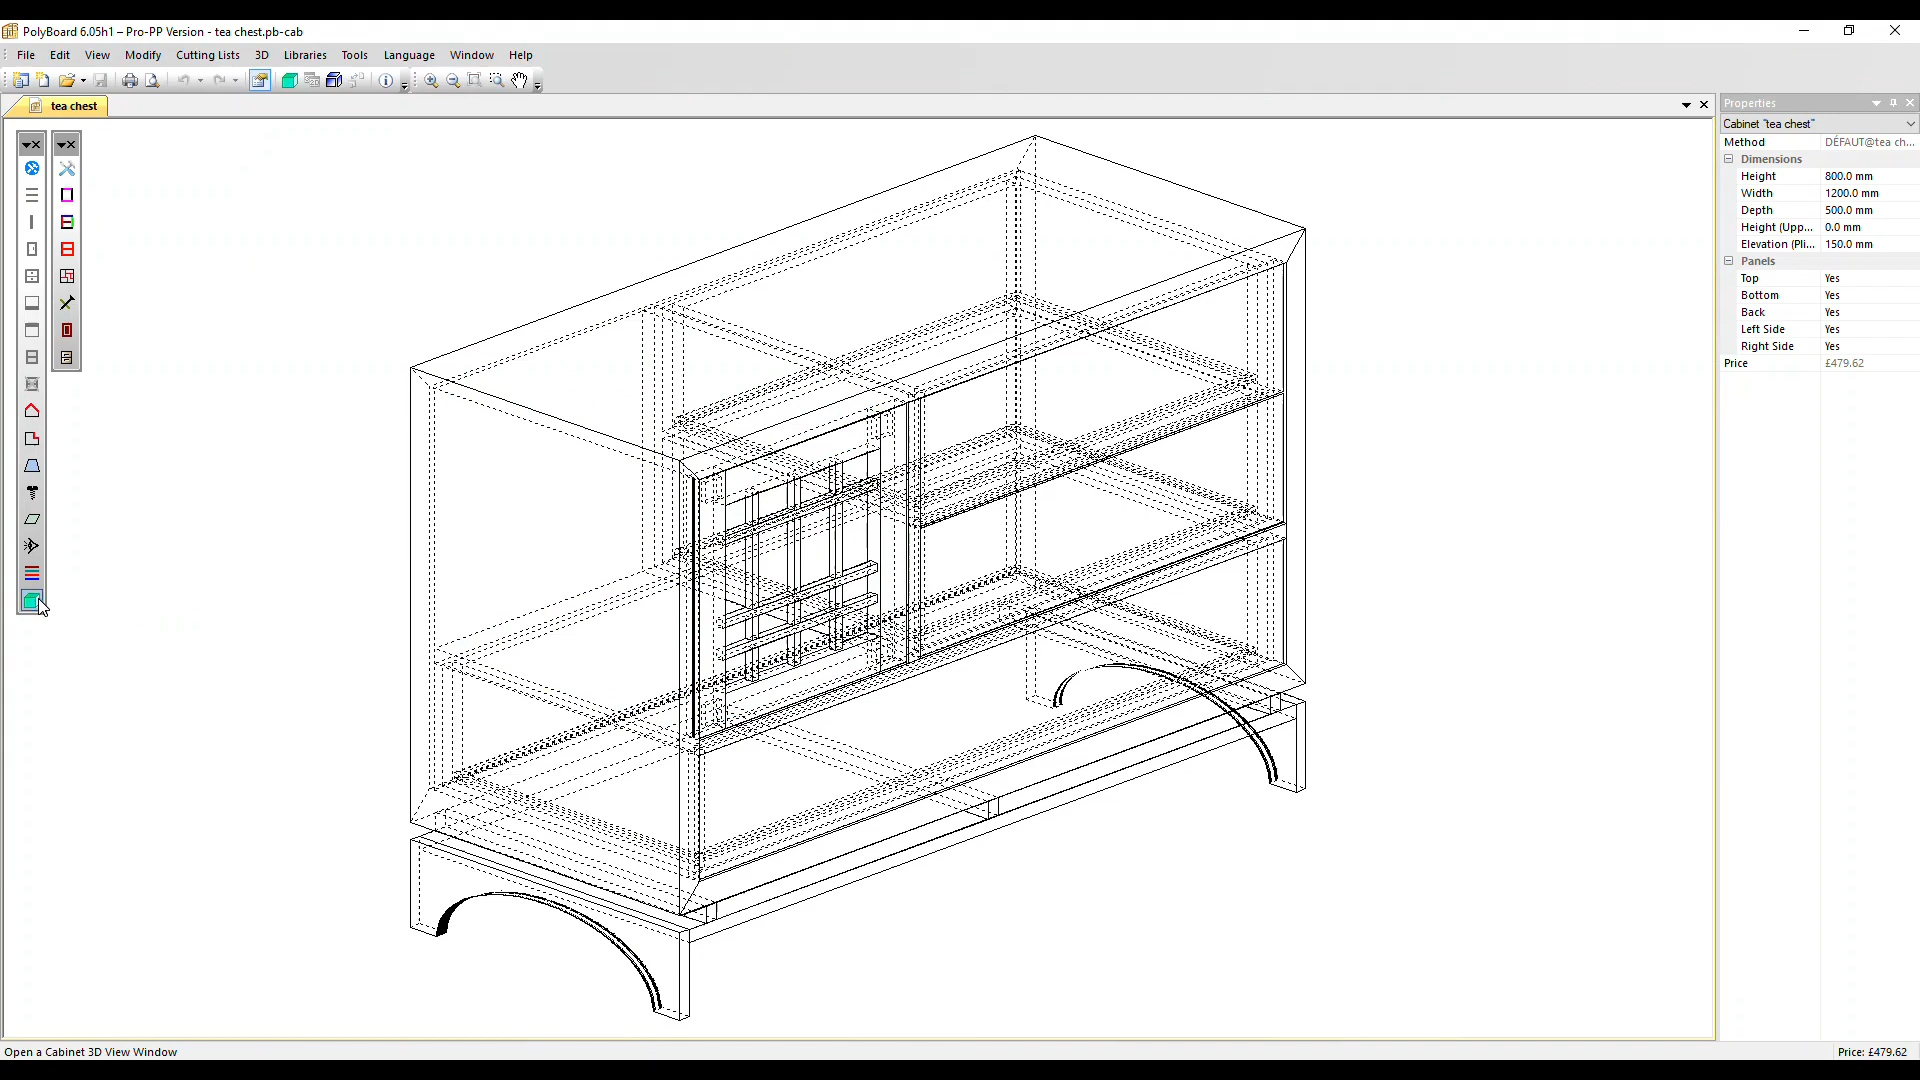 PolyBoard 6.05h1 – Pro-PP Version - tea chest.pb-cab
File Edit View Modify Cutting Lists 3D Libraries Tools Language Window Help
tea chest
Properties
Cabinet "tea chest"
Method DÉFAUT@tea ch...
Dimensions
Height 800.0 mm
Width 1200.0 mm
Depth 500.0 mm
Height (Upp... 0.0 mm
Elevation (Pli... 150.0 mm
Panels
Top Yes
Bottom Yes
Back Yes
Left Side Yes
Right Side Yes
Price £479.62
Open a Cabinet 3D View Window
Price: £479.62